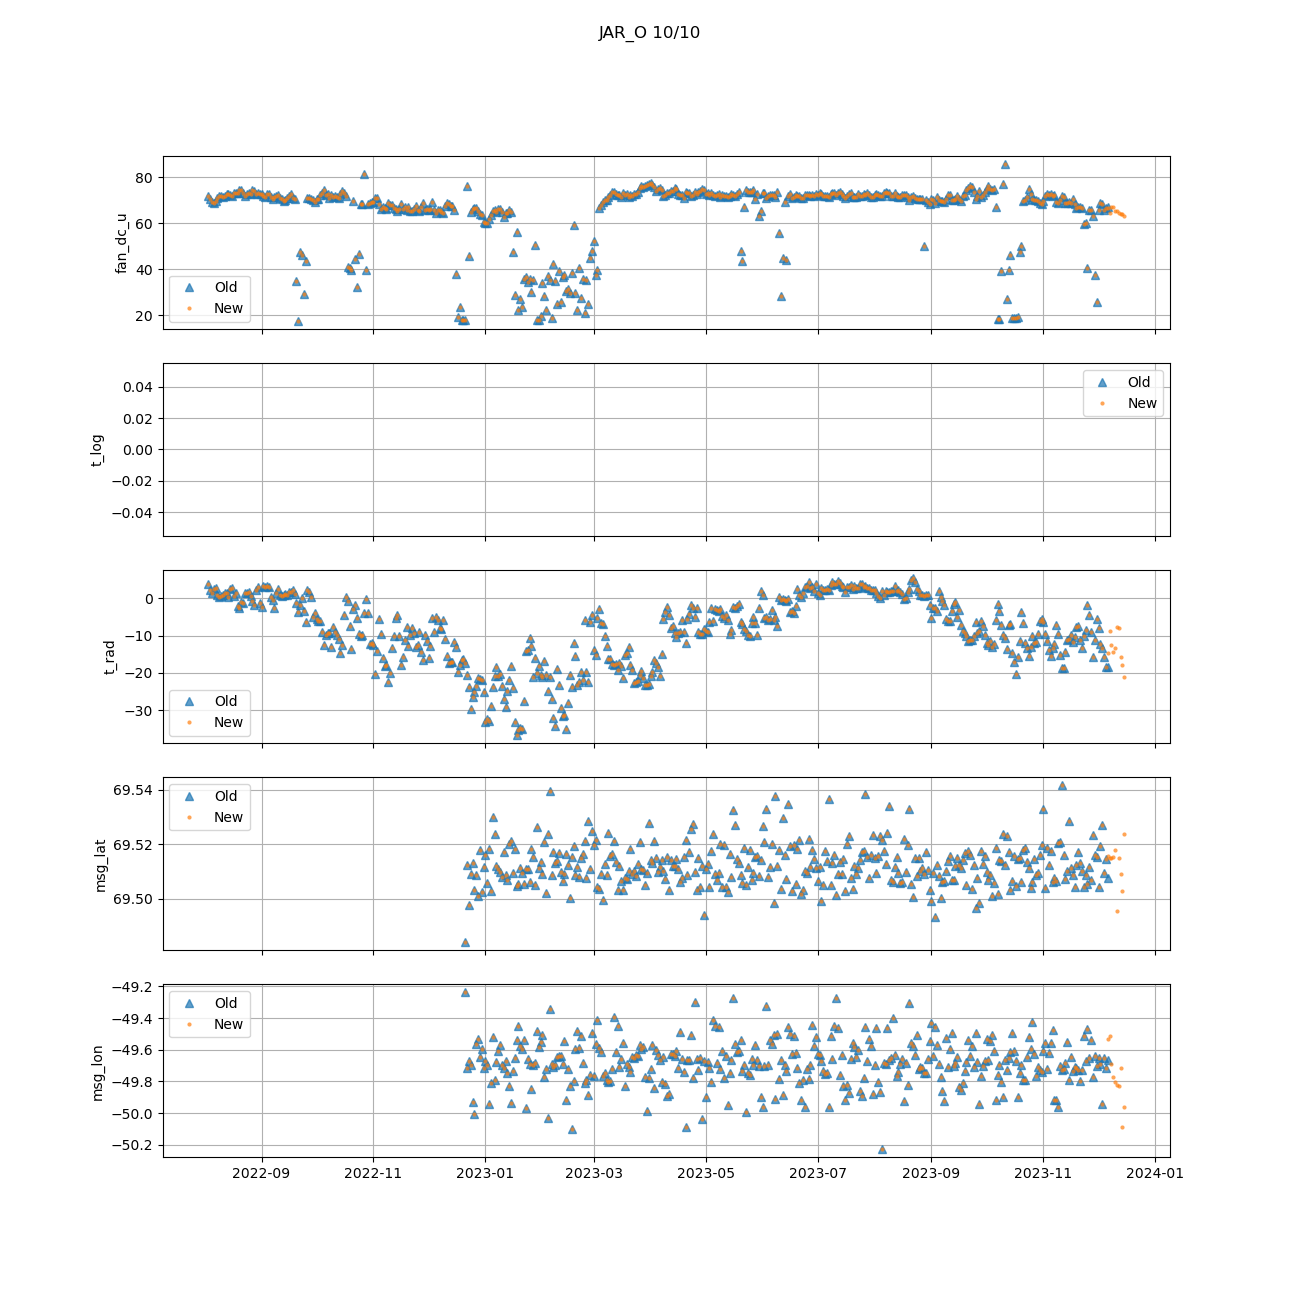 JAR_O 10/10
80
60
40
20
fan_dc_u
Old
New
0.04
0.02
0.00
−0.02
−0.04
t_log
Old
New
0
−10
−20
−30
t_rad
Old
New
69.54
69.52
69.50
msg_lat
Old
New
−49.2
−49.4
−49.6
−49.8
−50.0
−50.2
msg_lon
Old
New
2022-09 2022-11 2023-01 2023-03 2023-05 2023-07 2023-09 2023-11 2024-01